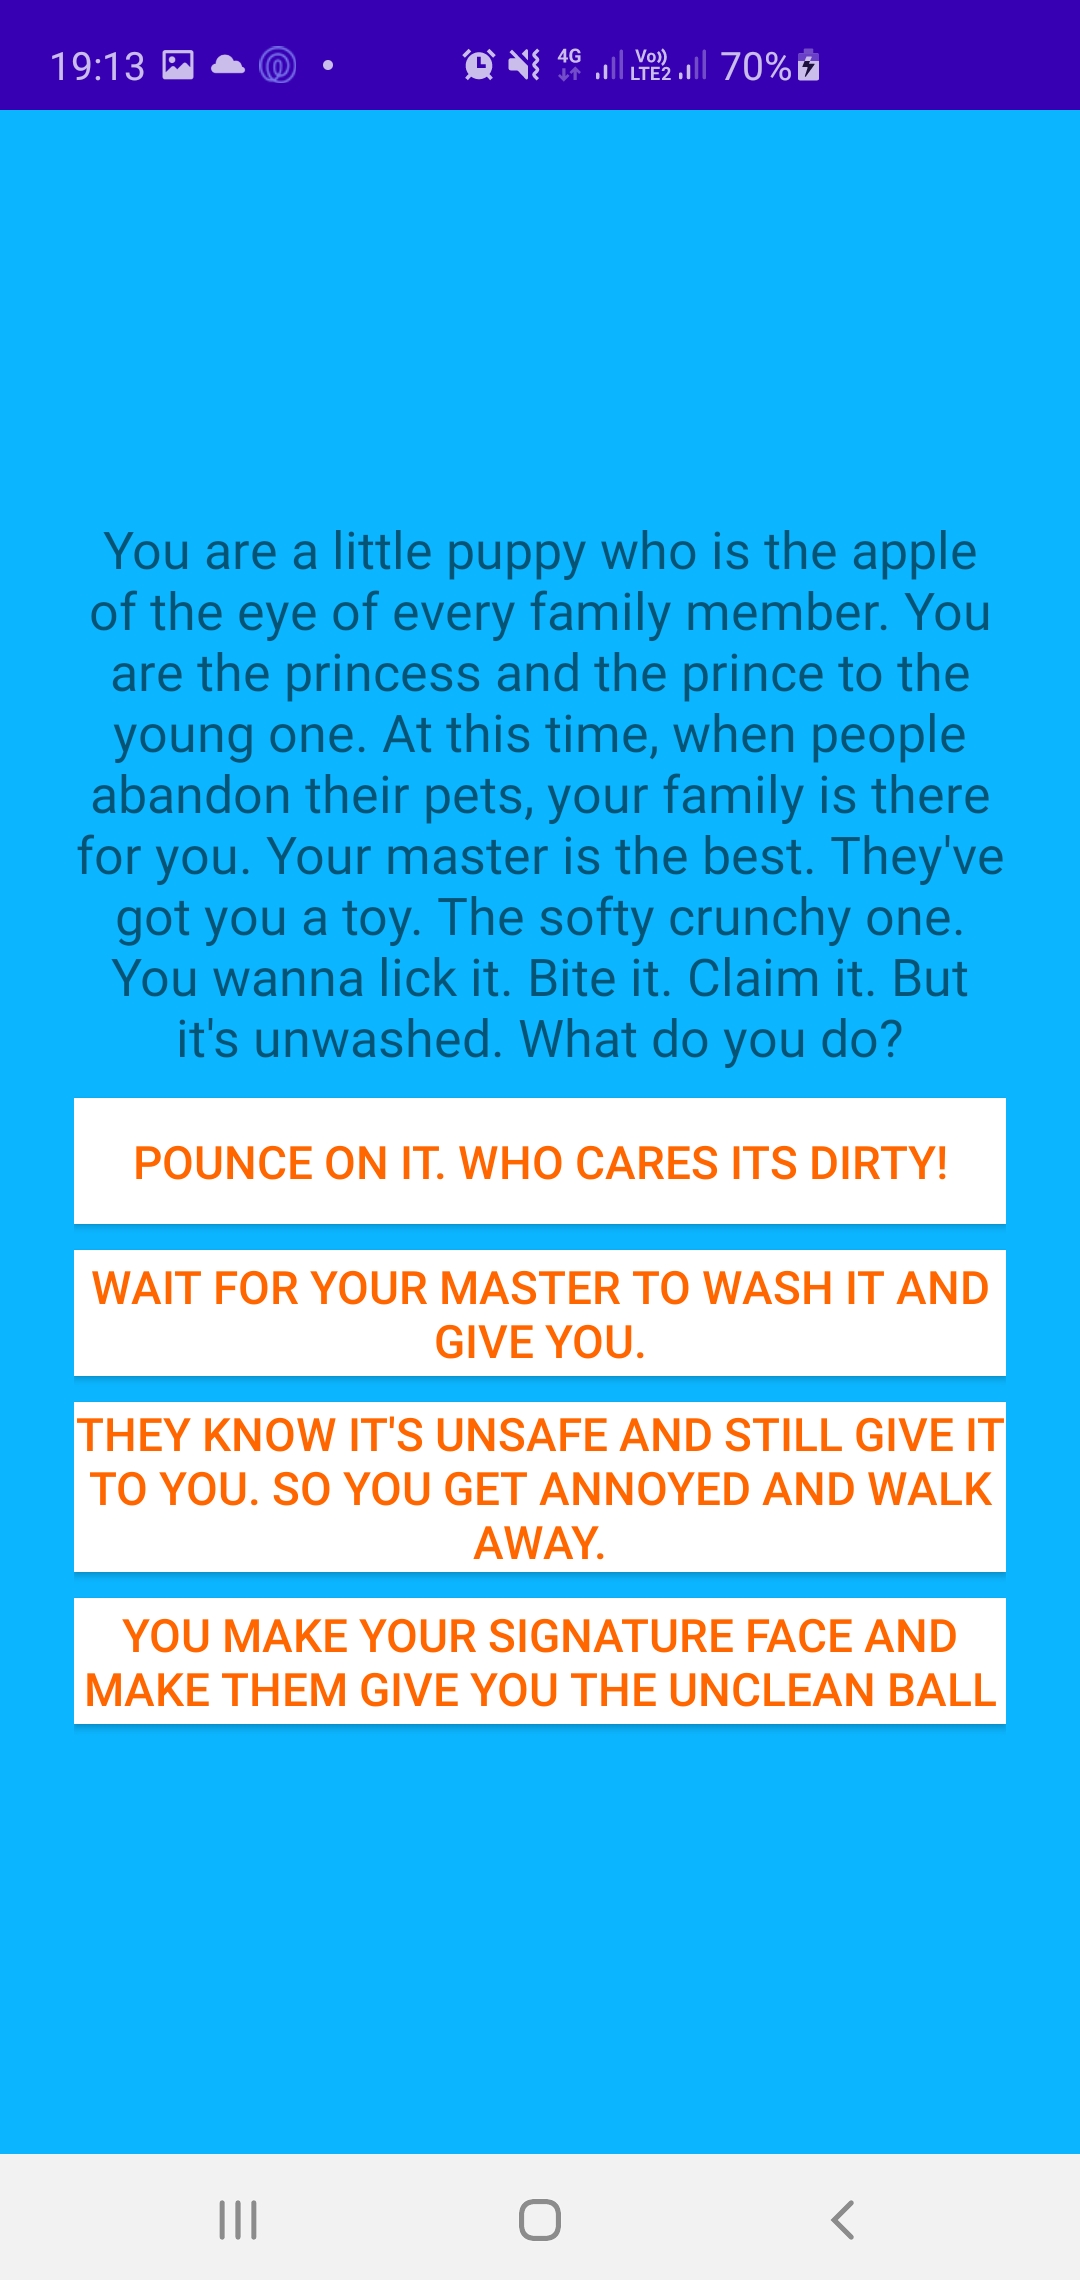 19:13
4G
Vo))
LTE2
70%
You are a little puppy who is the apple
of the eye of every family member. You
are the princess and the prince to the
young one. At this time, when people
abandon their pets, your family is there
for you. Your master is the best. They've
got you a toy. The softy crunchy one.
You wanna lick it. Bite it. Claim it. But
it's unwashed. What do you do?
POUNCE ON IT. WHO CARES ITS DIRTY!
WAIT FOR YOUR MASTER TO WASH IT AND
GIVE YOU.
THEY KNOW IT'S UNSAFE AND STILL GIVE IT
TO YOU. SO YOU GET ANNOYED AND WALK
AWAY.
YOU MAKE YOUR SIGNATURE FACE AND
MAKE THEM GIVE YOU THE UNCLEAN BALL